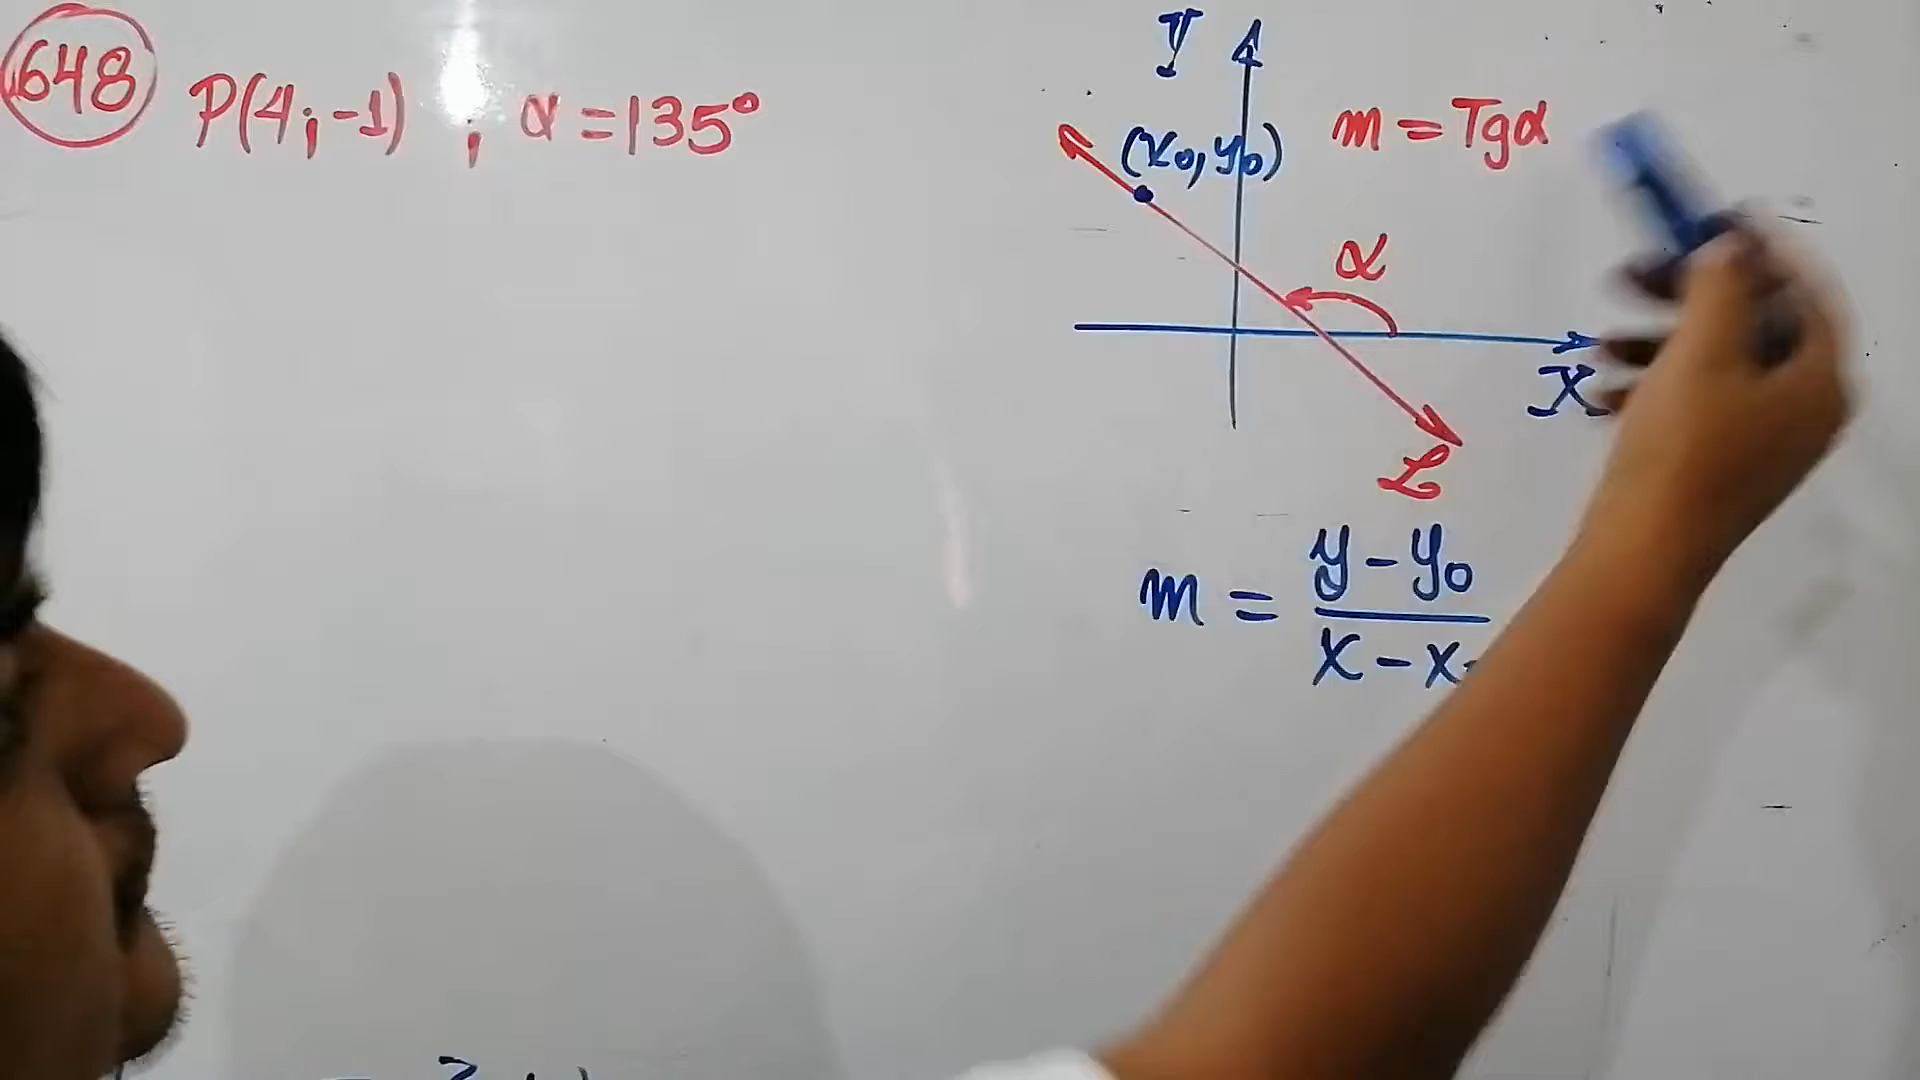 648 P(4;-1) ; α = 135°
Y
(x₀, y₀)
m = Tgα
α
X
L
m = y - y₀ / x - x